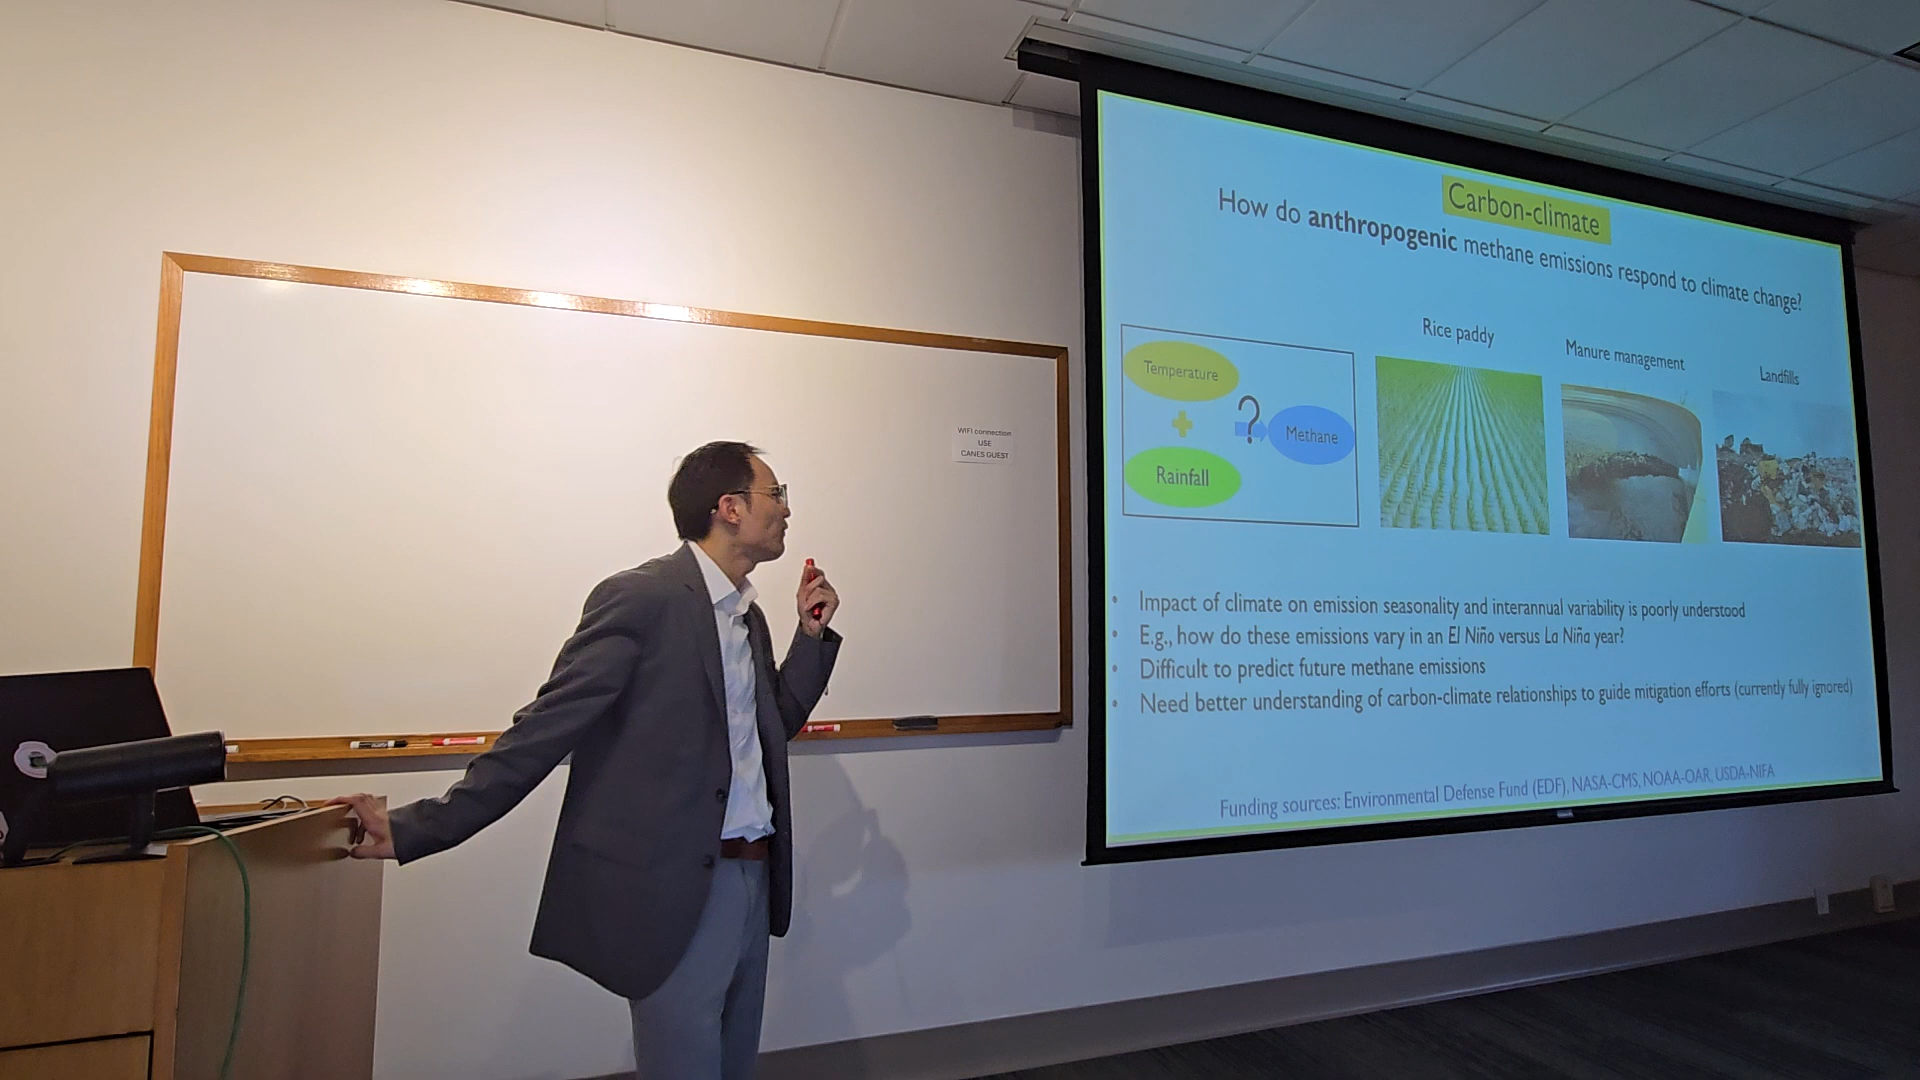 Carbon-climate
How do anthropogenic methane emissions respond to climate change?
Rice paddy
Manure management
Landfills
Temperature
?
Methane
Rainfall
• Impact of climate on emission seasonality and interannual variability is poorly understood
• E.g., how do these emissions vary in an El Niño versus La Niña year?
• Difficult to predict future methane emissions
• Need better understanding of carbon-climate relationships to guide mitigation efforts (currently fully ignored)
Funding sources: Environmental Defense Fund (EDF), NASA-CMS, NOAA-OAR, USDA-NIFA
WIFI connection
USE
CANES GUEST